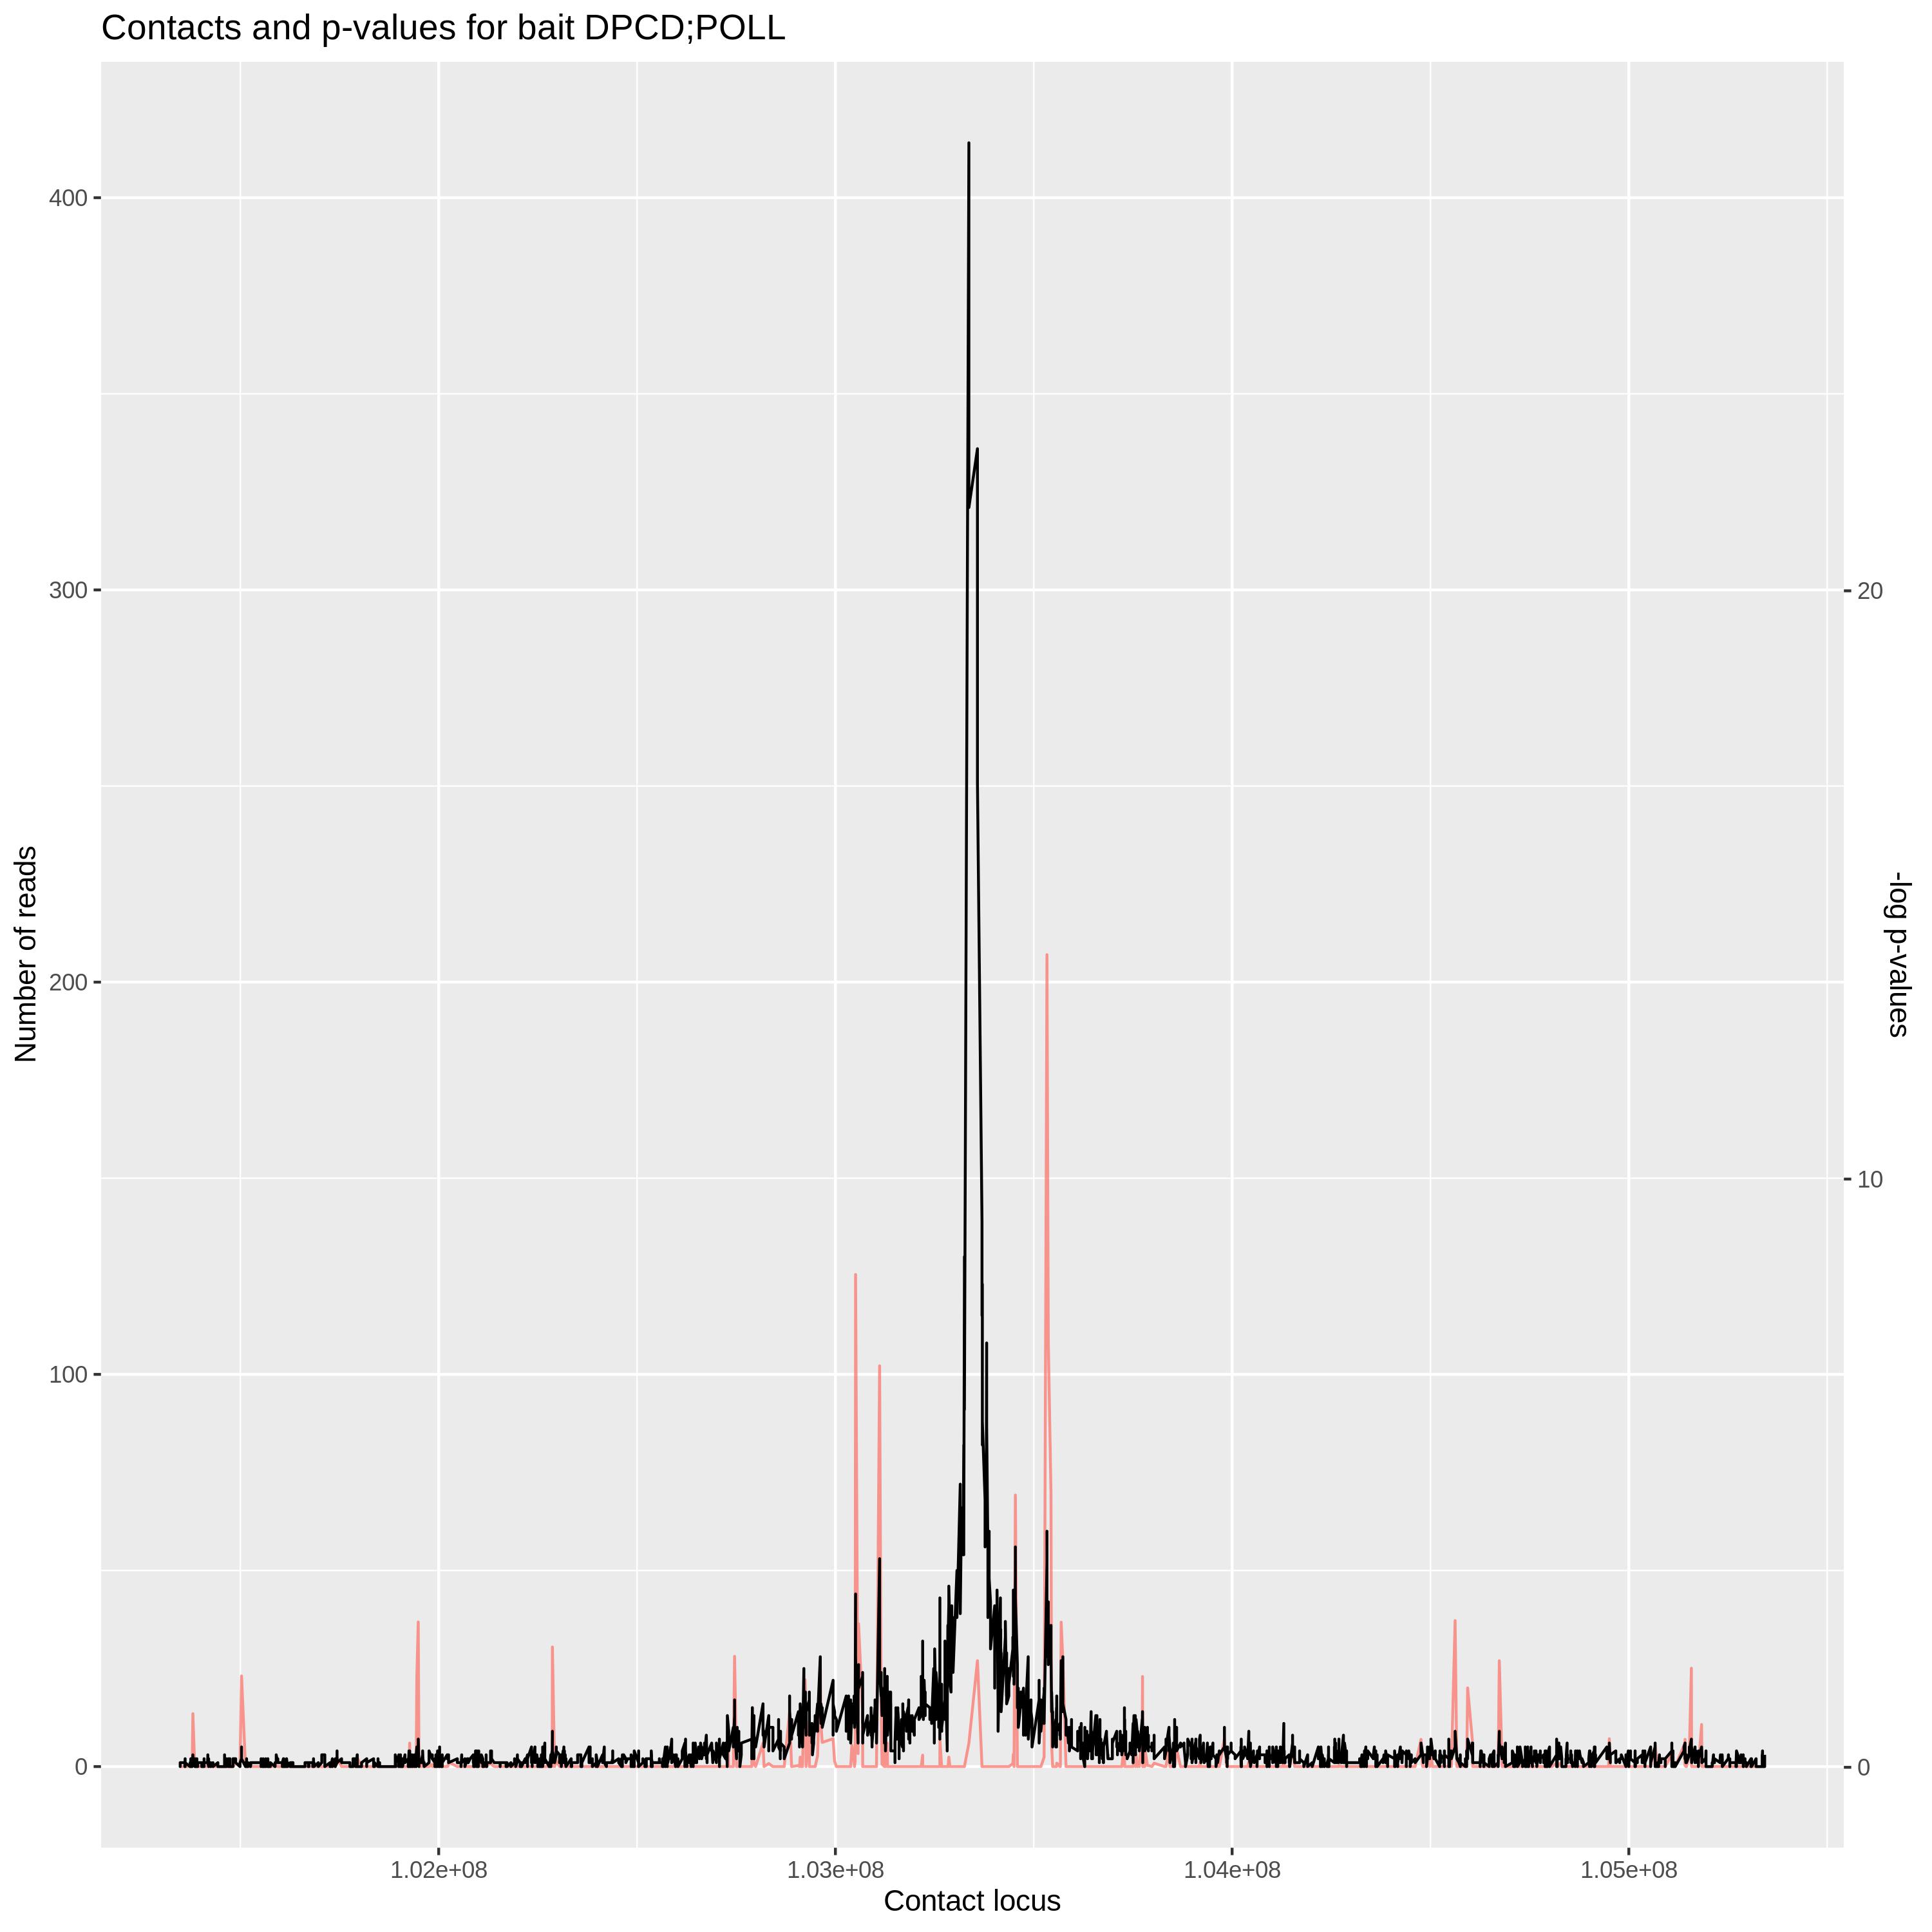 Contacts and p-values for bait DPCD;POLL
400
300
200
100
0
Number of reads
20
10
0
-log p-values
1.02e+08
1.03e+08
1.04e+08
1.05e+08
Contact locus